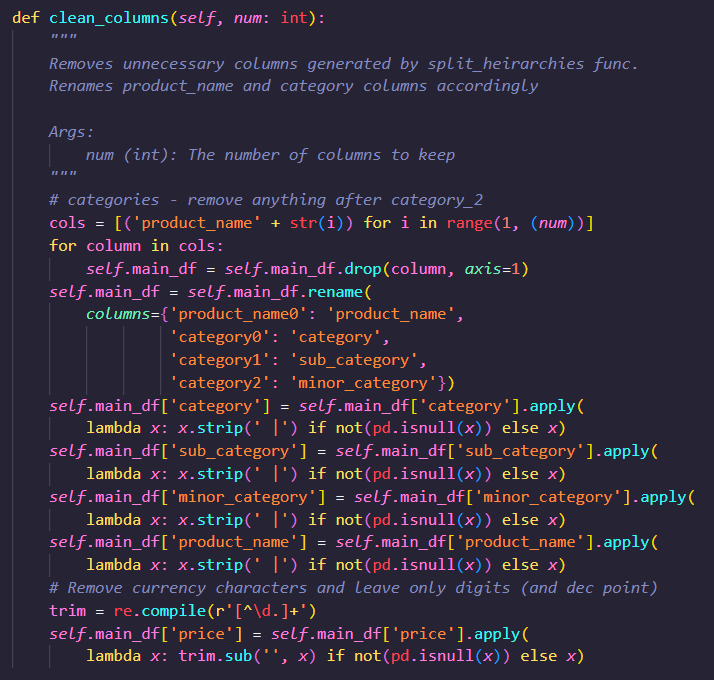 def clean_columns(self, num: int):
    """
    Removes unnecessary columns generated by split_heirarchies func.
    Renames product_name and category columns accordingly

    Args:
        num (int): The number of columns to keep
    """
    # categories - remove anything after category_2
    cols = [('product_name' + str(i)) for i in range(1, (num))]
    for column in cols:
        self.main_df = self.main_df.drop(column, axis=1)
    self.main_df = self.main_df.rename(
        columns={'product_name0': 'product_name',
                 'category0': 'category',
                 'category1': 'sub_category',
                 'category2': 'minor_category'})
    self.main_df['category'] = self.main_df['category'].apply(
        lambda x: x.strip(' |') if not(pd.isnull(x)) else x)
    self.main_df['sub_category'] = self.main_df['sub_category'].apply(
        lambda x: x.strip(' |') if not(pd.isnull(x)) else x)
    self.main_df['minor_category'] = self.main_df['minor_category'].apply(
        lambda x: x.strip(' |') if not(pd.isnull(x)) else x)
    self.main_df['product_name'] = self.main_df['product_name'].apply(
        lambda x: x.strip(' |') if not(pd.isnull(x)) else x)
    # Remove currency characters and leave only digits (and dec point)
    trim = re.compile(r'[^\d.]+')
    self.main_df['price'] = self.main_df['price'].apply(
        lambda x: trim.sub('', x) if not(pd.isnull(x)) else x)